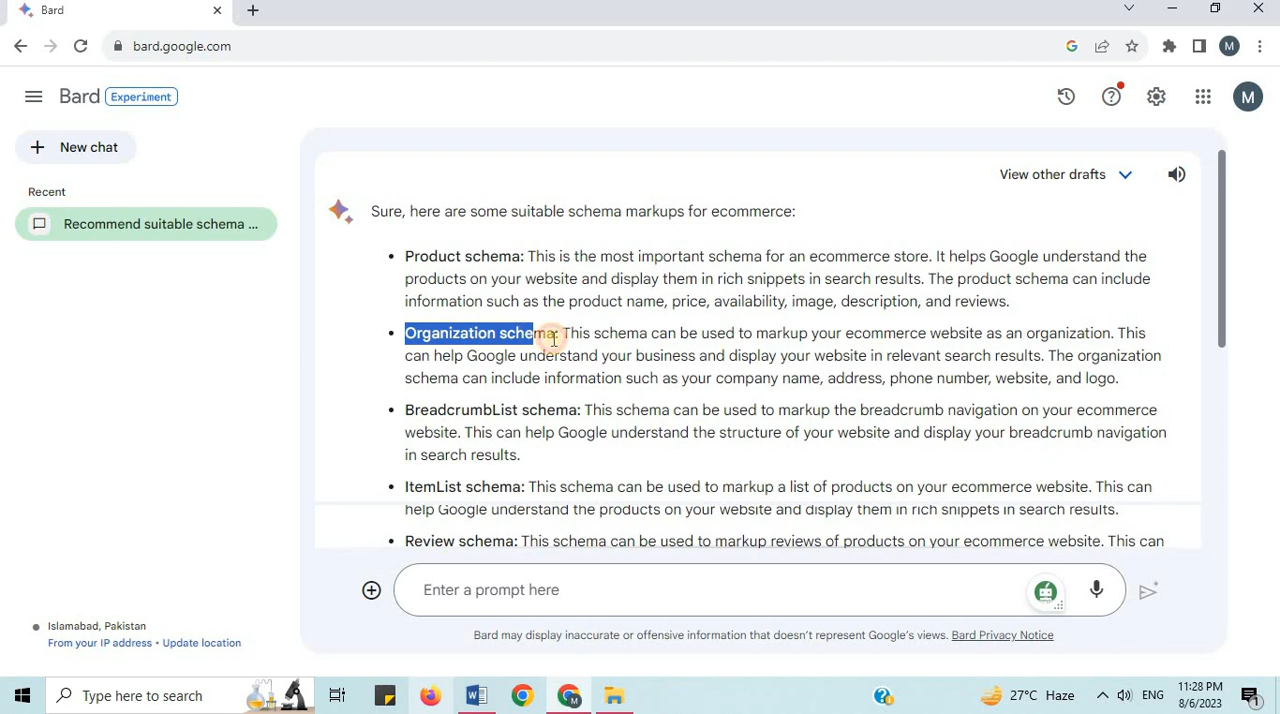 Bard
bard.google.com
M
Bard Experiment
M
New chat
Recent
Recommend suitable schema ...
View other drafts
Sure, here are some suitable schema markups for ecommerce:
• Product schema: This is the most important schema for an ecommerce store. It helps Google understand the
products on your website and display them in rich snippets in search results. The product schema can include
information such as the product name, price, availability, image, description, and reviews.
• Organization schema: This schema can be used to markup your ecommerce website as an organization. This
can help Google understand your business and display your website in relevant search results. The organization
schema can include information such as your company name, address, phone number, website, and logo.
• BreadcrumbList schema: This schema can be used to markup the breadcrumb navigation on your ecommerce
website. This can help Google understand the structure of your website and display your breadcrumb navigation
in search results.
• ItemList schema: This schema can be used to markup a list of products on your ecommerce website. This can
help Google understand the products on your website and display them in rich snippets in search results.
• Review schema: This schema can be used to markup reviews of products on your ecommerce website. This can
Enter a prompt here
Bard may display inaccurate or offensive information that doesn't represent Google's views. Bard Privacy Notice
Islamabad, Pakistan
From your IP address • Update location
Type here to search
27°C Haze
ENG
11:28 PM
8/6/2023
1